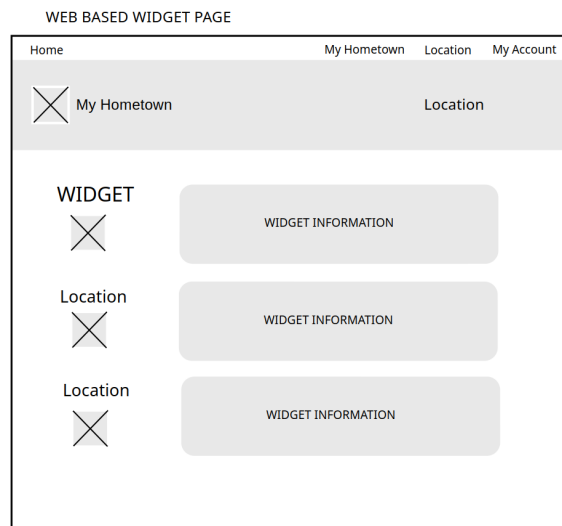 WEB BASED WIDGET PAGE
Home My Hometown Location My Account
My Hometown Location
WIDGET
WIDGET INFORMATION
Location
WIDGET INFORMATION
Location
WIDGET INFORMATION